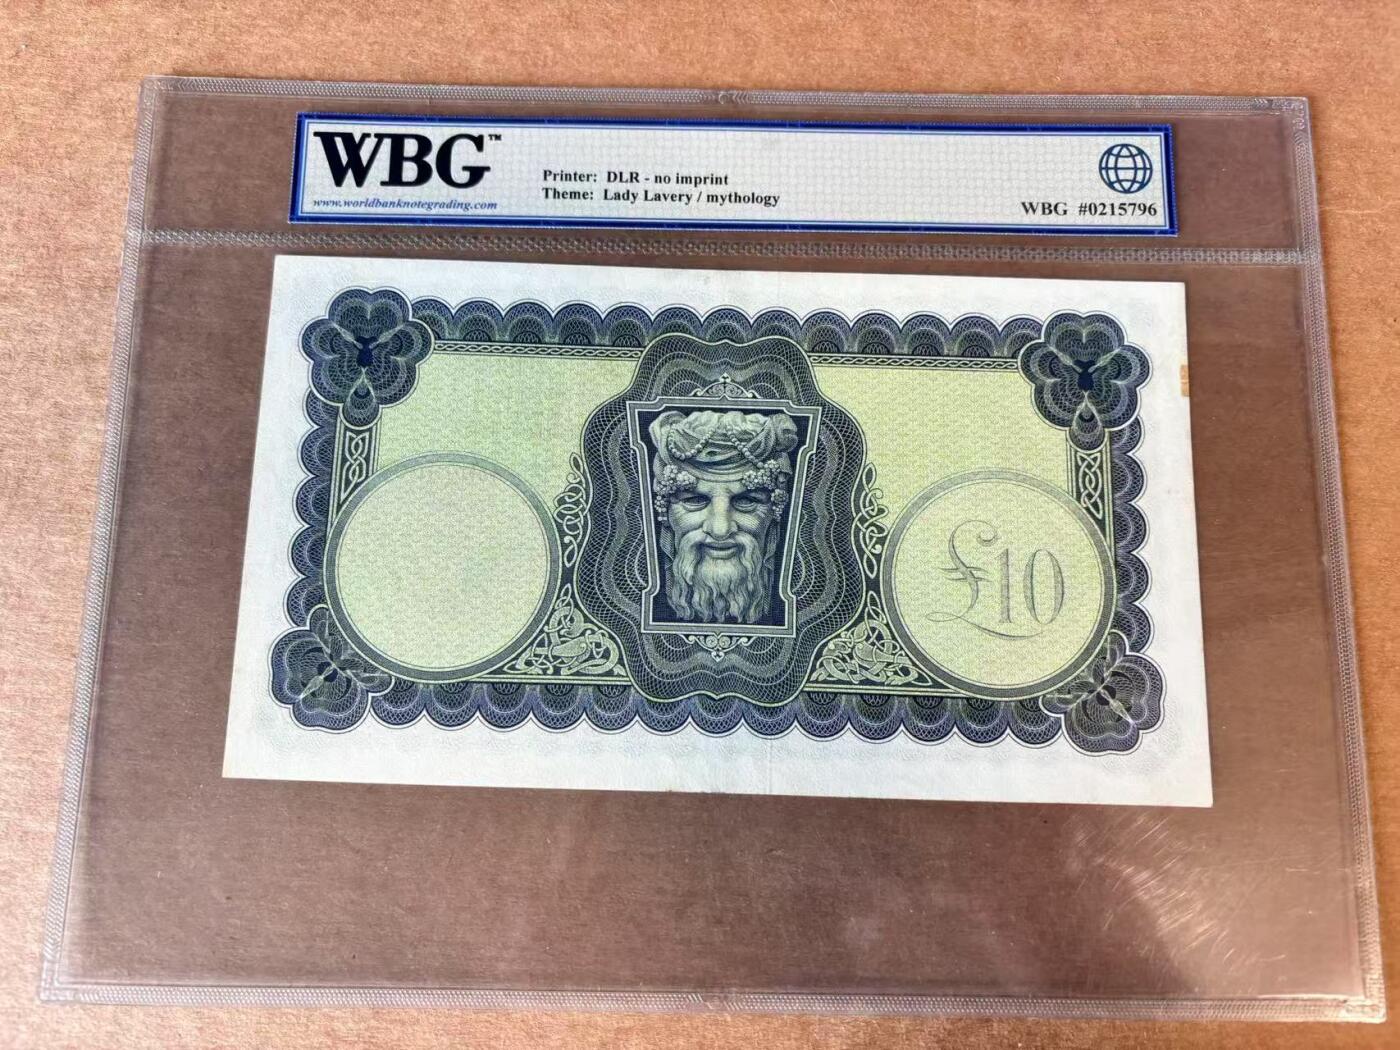 WBG™
www.worldbanknotegrading.com
Printer: DLR - no imprint
Theme: Lady Lavery / mythology
WBG #0215796
£10